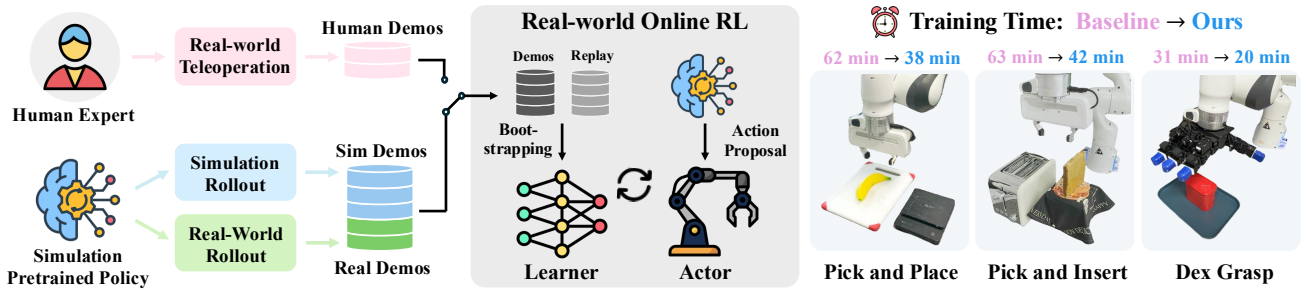 Human Expert
Real-world
Teleoperation
Human Demos
Simulation
Pretrained Policy
Simulation
Rollout
Real-World
Rollout
Sim Demos
Real Demos
Real-world Online RL
Demos
Replay
Boot-
strapping
Action
Proposal
Learner
Actor
Training Time: Baseline → Ours
62 min → 38 min
63 min → 42 min
31 min → 20 min
Pick and Place
Pick and Insert
Dex Grasp